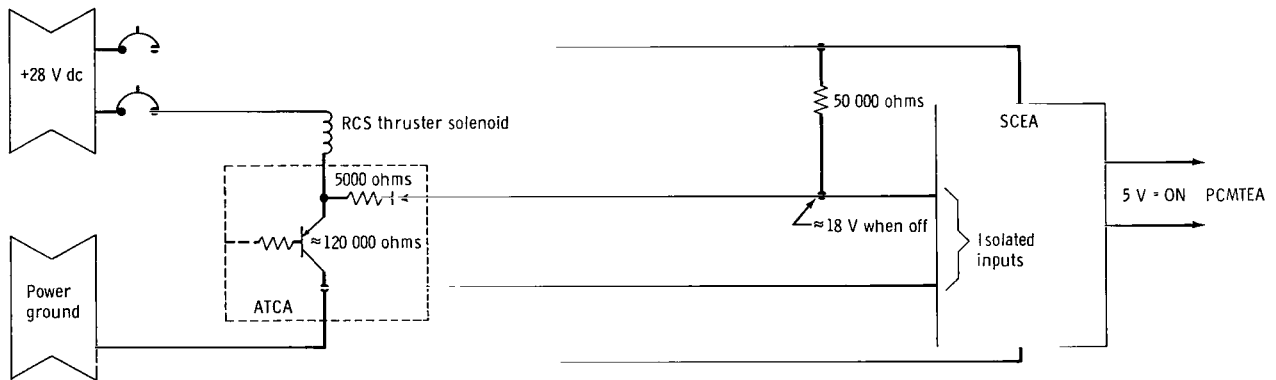 +28 V dc
RCS thruster solenoid
50 000 ohms
SCEA
5000 ohms
≈120 000 ohms
≈18 V when off
5 V = ON PCMTEA
Isolated
inputs
Power
ground
ATCA